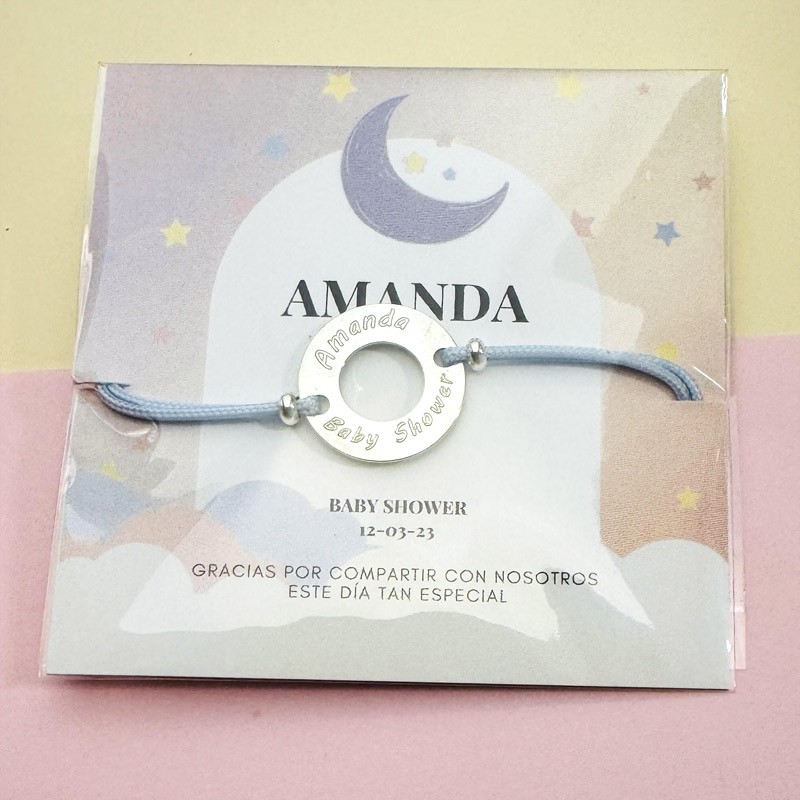 AMANDA
Amanda
Baby Shower
BABY SHOWER
12-03-23
GRACIAS POR COMPARTIR CON NOSOTROS
ESTE DÍA TAN ESPECIAL